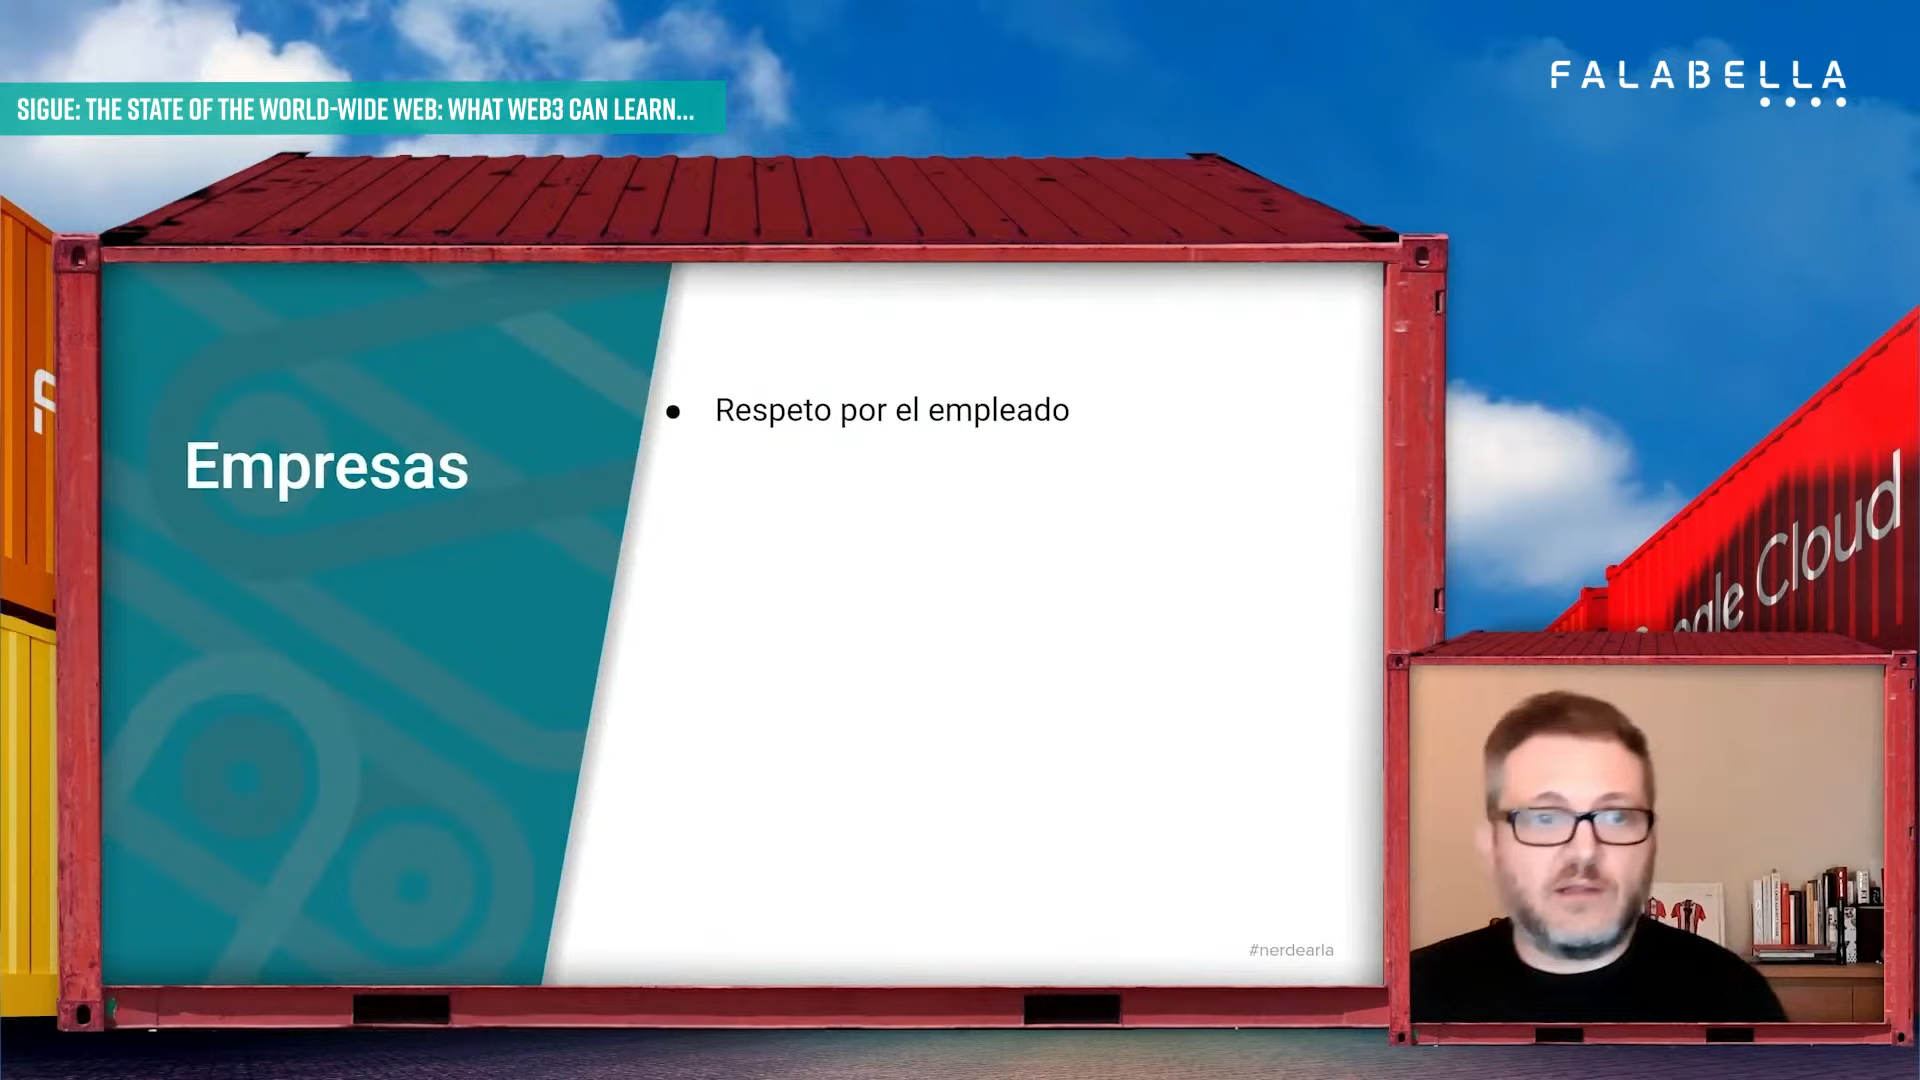 FALABELLA
SIGUE: THE STATE OF THE WORLD-WIDE WEB: WHAT WEB3 CAN LEARN...
Respeto por el empleado
Empresas
Cloud
#nerdearla